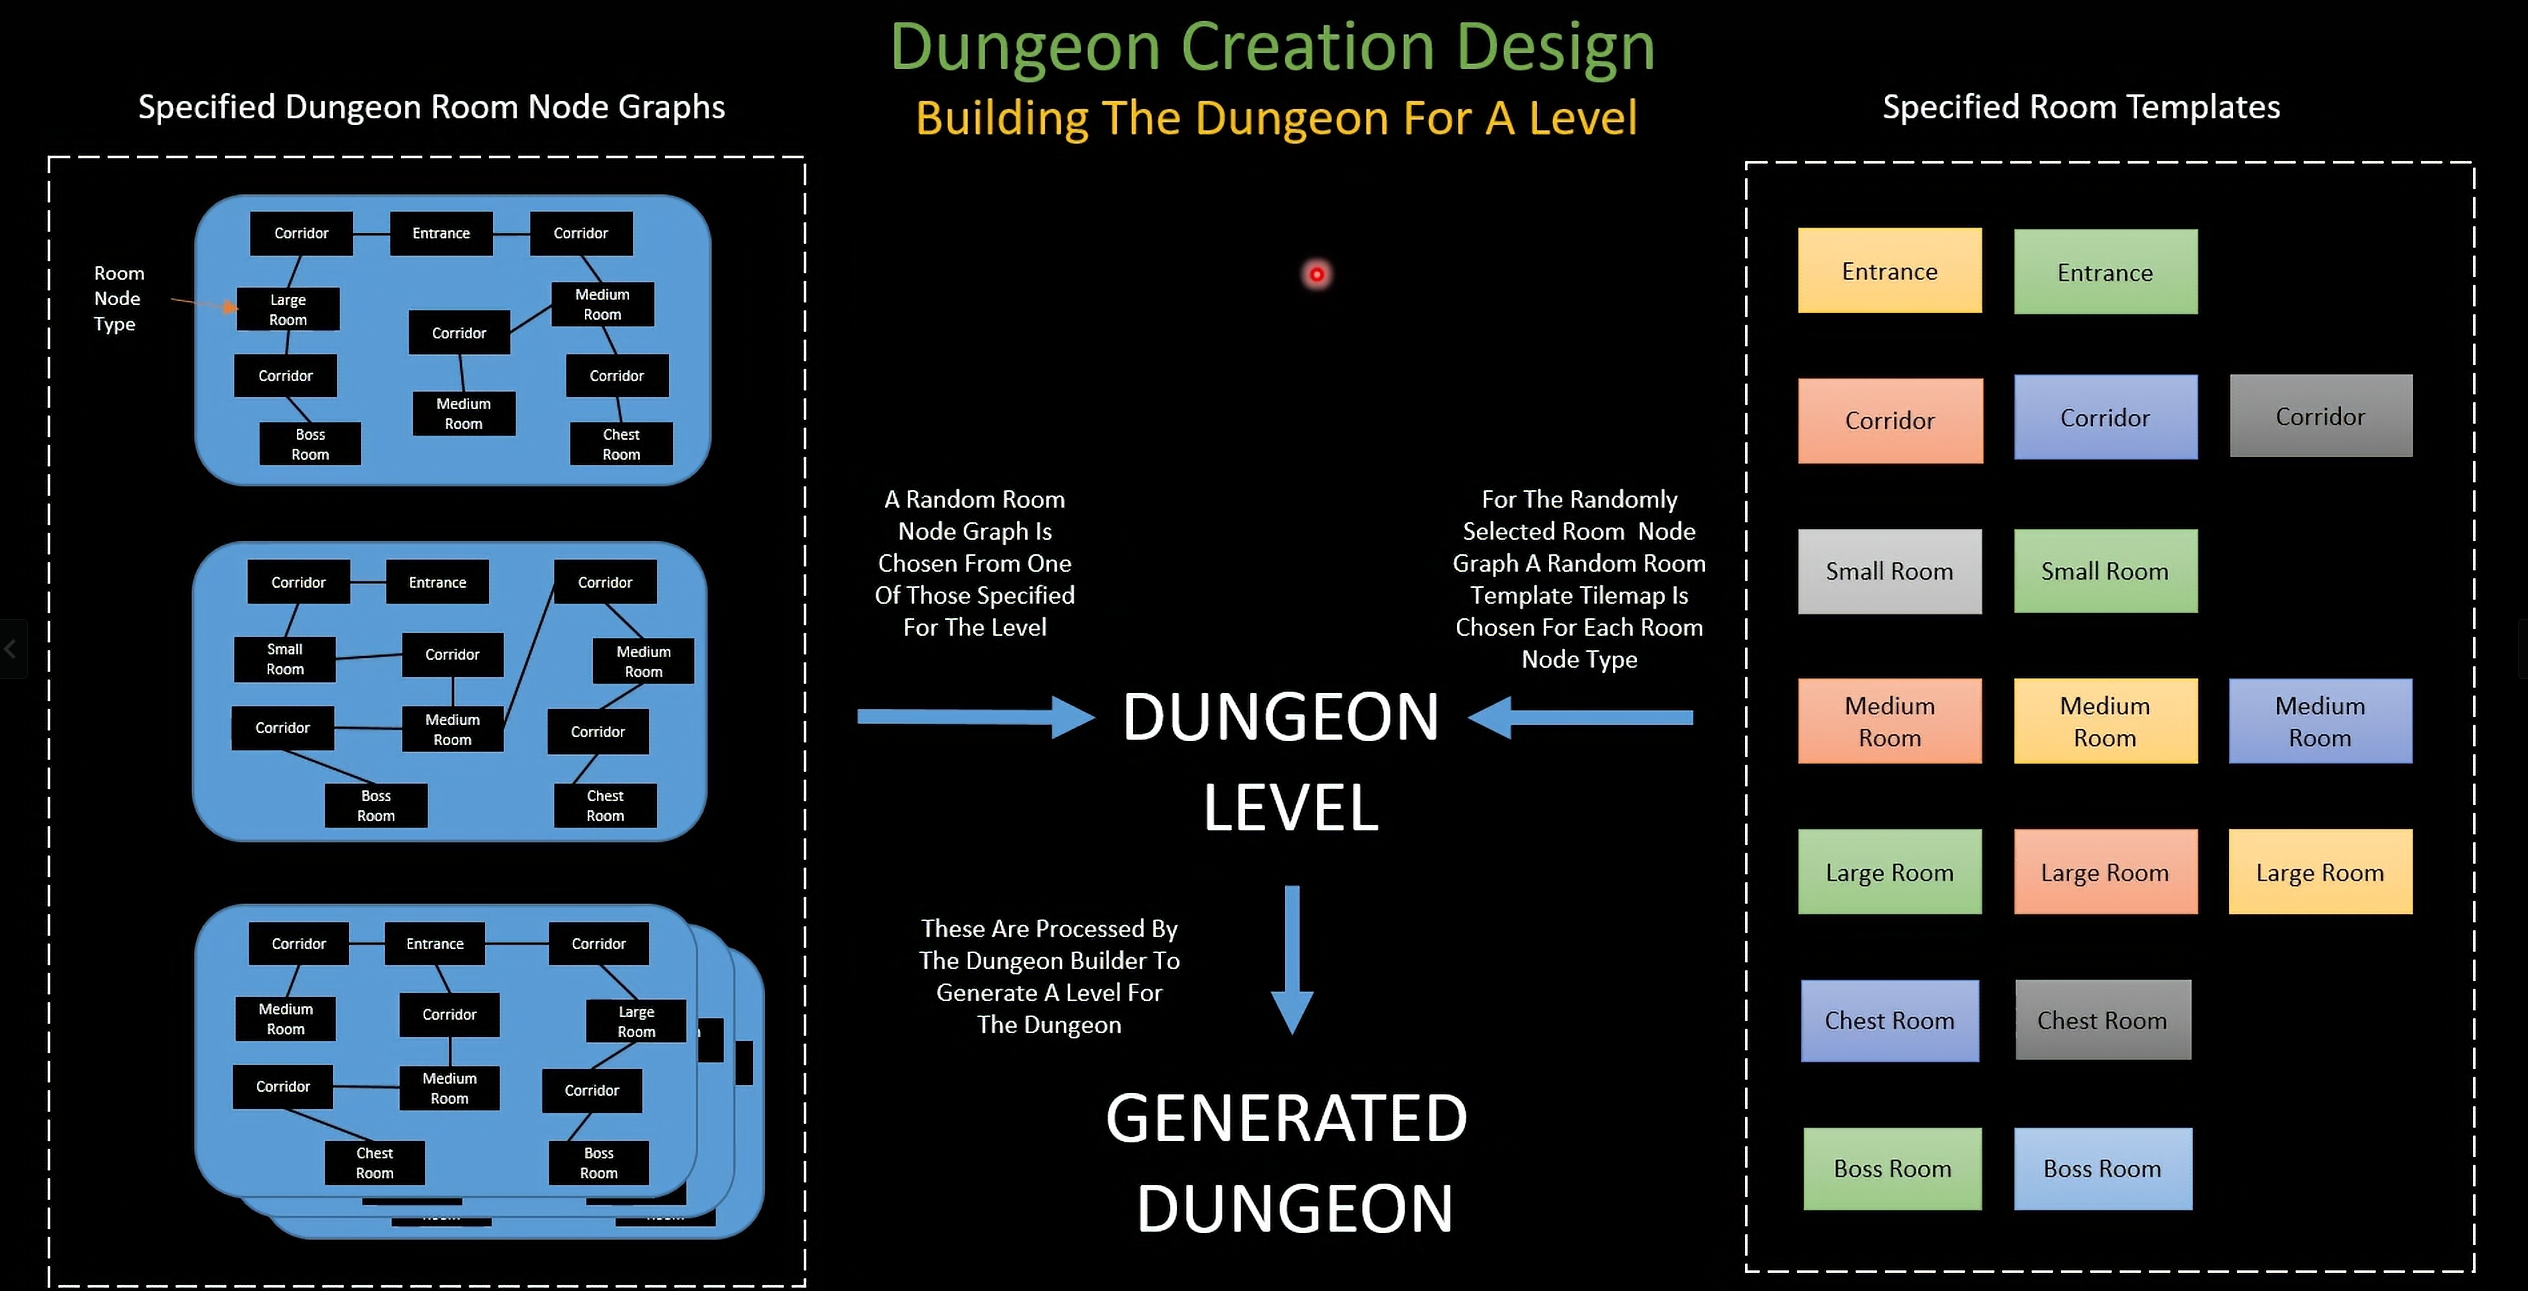 Dungeon Creation Design
Building The Dungeon For A Level
Specified Dungeon Room Node Graphs
Room
Node
Type
Corridor
Entrance
Corridor
Large
Room
Medium
Room
Corridor
Corridor
Corridor
Medium
Room
Boss
Room
Chest
Room
Corridor
Entrance
Corridor
Small
Room
Corridor
Medium
Room
Corridor
Medium
Room
Corridor
Boss
Room
Chest
Room
Corridor
Entrance
Corridor
Medium
Room
Corridor
Large
Room
Corridor
Medium
Room
Corridor
Chest
Room
Boss
Room
A Random Room
Node Graph Is
Chosen From One
Of Those Specified
For The Level
For The Randomly
Selected Room Node
Graph A Random Room
Template Tilemap Is
Chosen For Each Room
Node Type
DUNGEON
LEVEL
These Are Processed By
The Dungeon Builder To
Generate A Level For
The Dungeon
GENERATED
DUNGEON
Specified Room Templates
Entrance
Entrance
Corridor
Corridor
Corridor
Small Room
Small Room
Medium
Room
Medium
Room
Medium
Room
Large Room
Large Room
Large Room
Chest Room
Chest Room
Boss Room
Boss Room